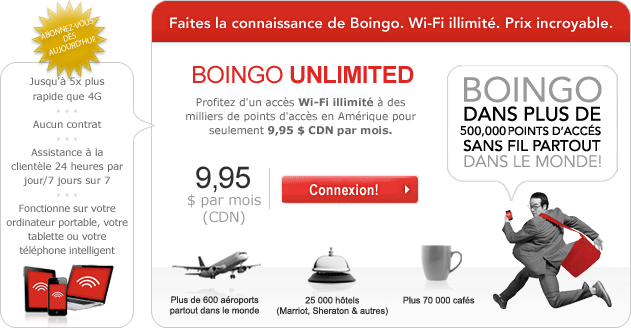 Faites la connaissance de Boingo. Wi-Fi illimité. Prix incroyable.
ABONNEZ-VOUS
DÈS
AUJOURD'HUI!
Jusqu'à 5x plus
rapide que 4G
Aucun contrat
Assistance à la
clientèle 24 heures par
jour/7 jours sur 7
Fonctionne sur votre
ordinateur portable, votre
tablette ou votre
téléphone intelligent
BOINGO UNLIMITED
Profitez d'un accès Wi-Fi illimité à des
milliers de points d'accès en Amérique pour
seulement 9,95 $ CDN par mois.
9,95
$ par mois
(CDN)
Connexion!
BOINGO
DANS PLUS DE
500,000 POINTS D'ACCÉS
SANS FIL PARTOUT
DANS LE MONDE!
Plus de 600 aéroports
partout dans le monde
25 000 hôtels
(Marriot, Sheraton & autres)
Plus 70 000 cafés